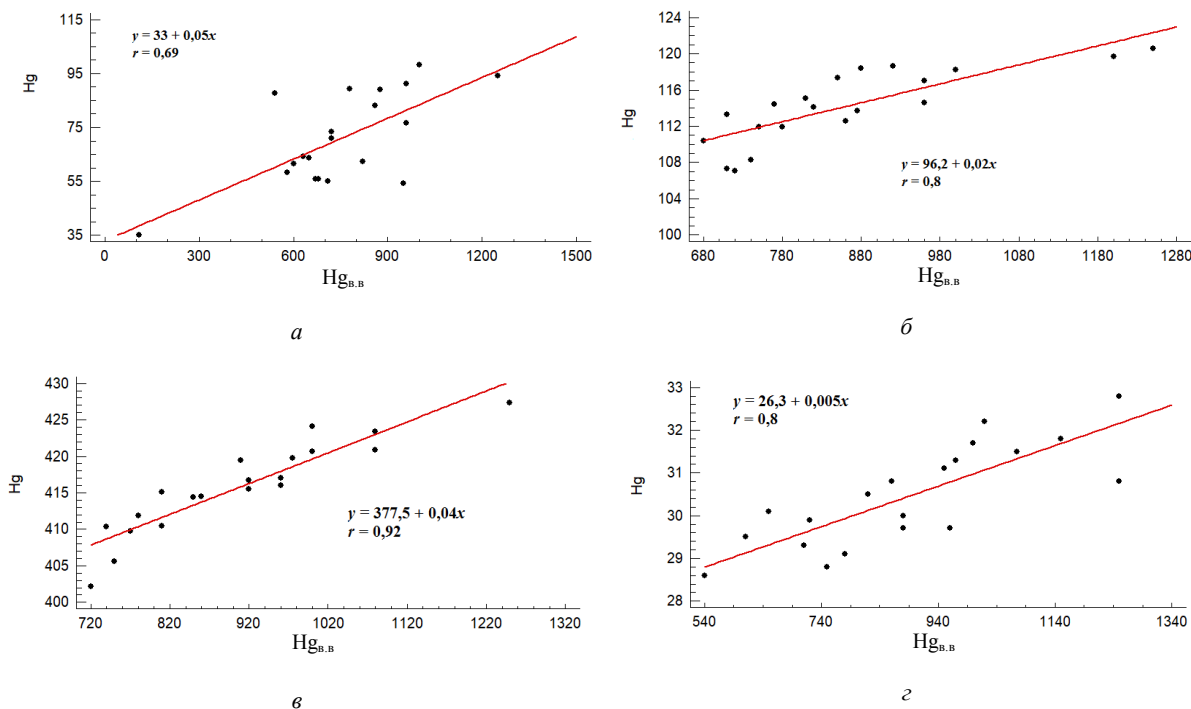 115
95
75
55
35
Hg
y = 33 + 0,05x
r = 0,69
0 300 600 900 1200 1500
Hgв.в
а
124
120
116
112
108
104
100
Hg
y = 96,2 + 0,02x
r = 0,8
680 780 880 980 1080 1180 1280
Hgв.в
б
430
425
420
415
410
405
400
Hg
y = 377,5 + 0,04x
r = 0,92
720 820 920 1020 1120 1220 1320
Hgв.в
в
33
32
31
30
29
28
Hg
y = 26,3 + 0,005x
r = 0,8
540 740 940 1140 1340
Hgв.в
г